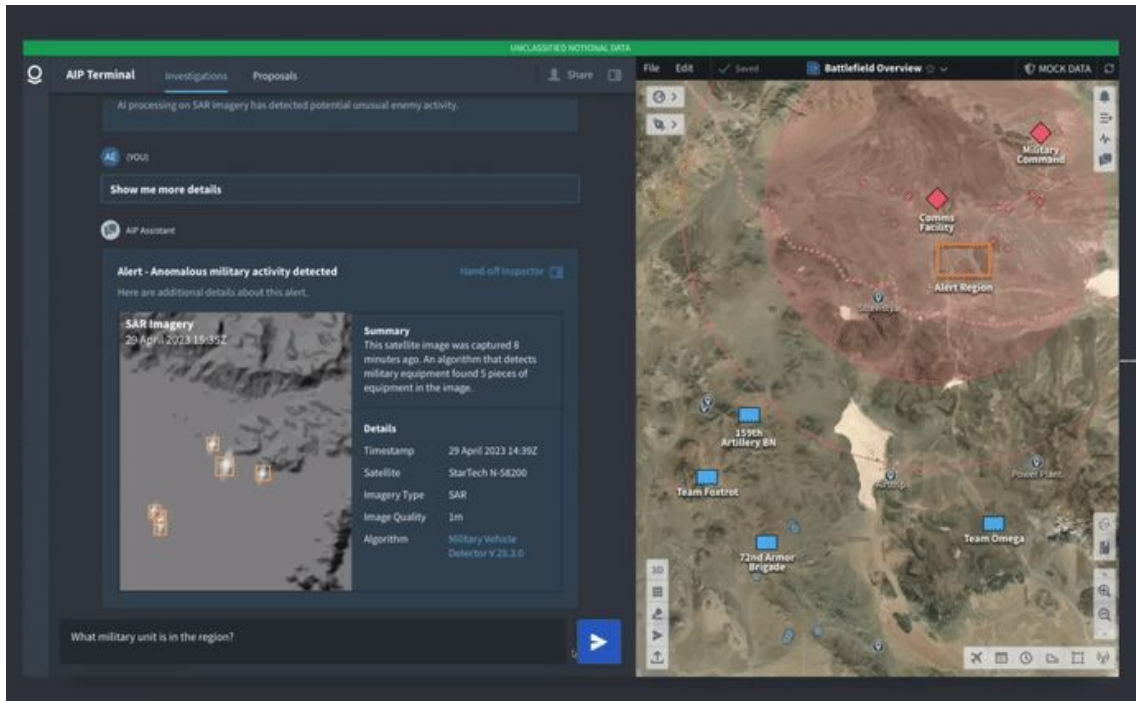 UNCLASSIFIED NOTIONAL DATA
AIP Terminal
Investigations
Proposals
Share
AI processing on SAR imagery has detected potential unusual enemy activity.
AE (YOU)
Show me more details
AIP Assistant
Alert - Anomalous military activity detected
Hand-off Inspector
Here are additional details about this alert.
SAR Imagery
29 April 2023 15:35Z
Summary
This satellite image was captured 8
minutes ago. An algorithm that detects
military equipment found 5 pieces of
equipment in the image.
Details
Timestamp 29 April 2023 14:39Z
Satellite StarTech N-58200
Imagery Type SAR
Image Quality 1m
Algorithm Military Vehicle
Detector V 25.3.0
What military unit is in the region?
File Edit Saved
Battlefield Overview
MOCK DATA
Military
Command
Comms
Facility
Alert Region
159th
Artillery BN
Team Foxtrot
Airstrip
Power Plant
Team Omega
72nd Armor
Brigade
3D